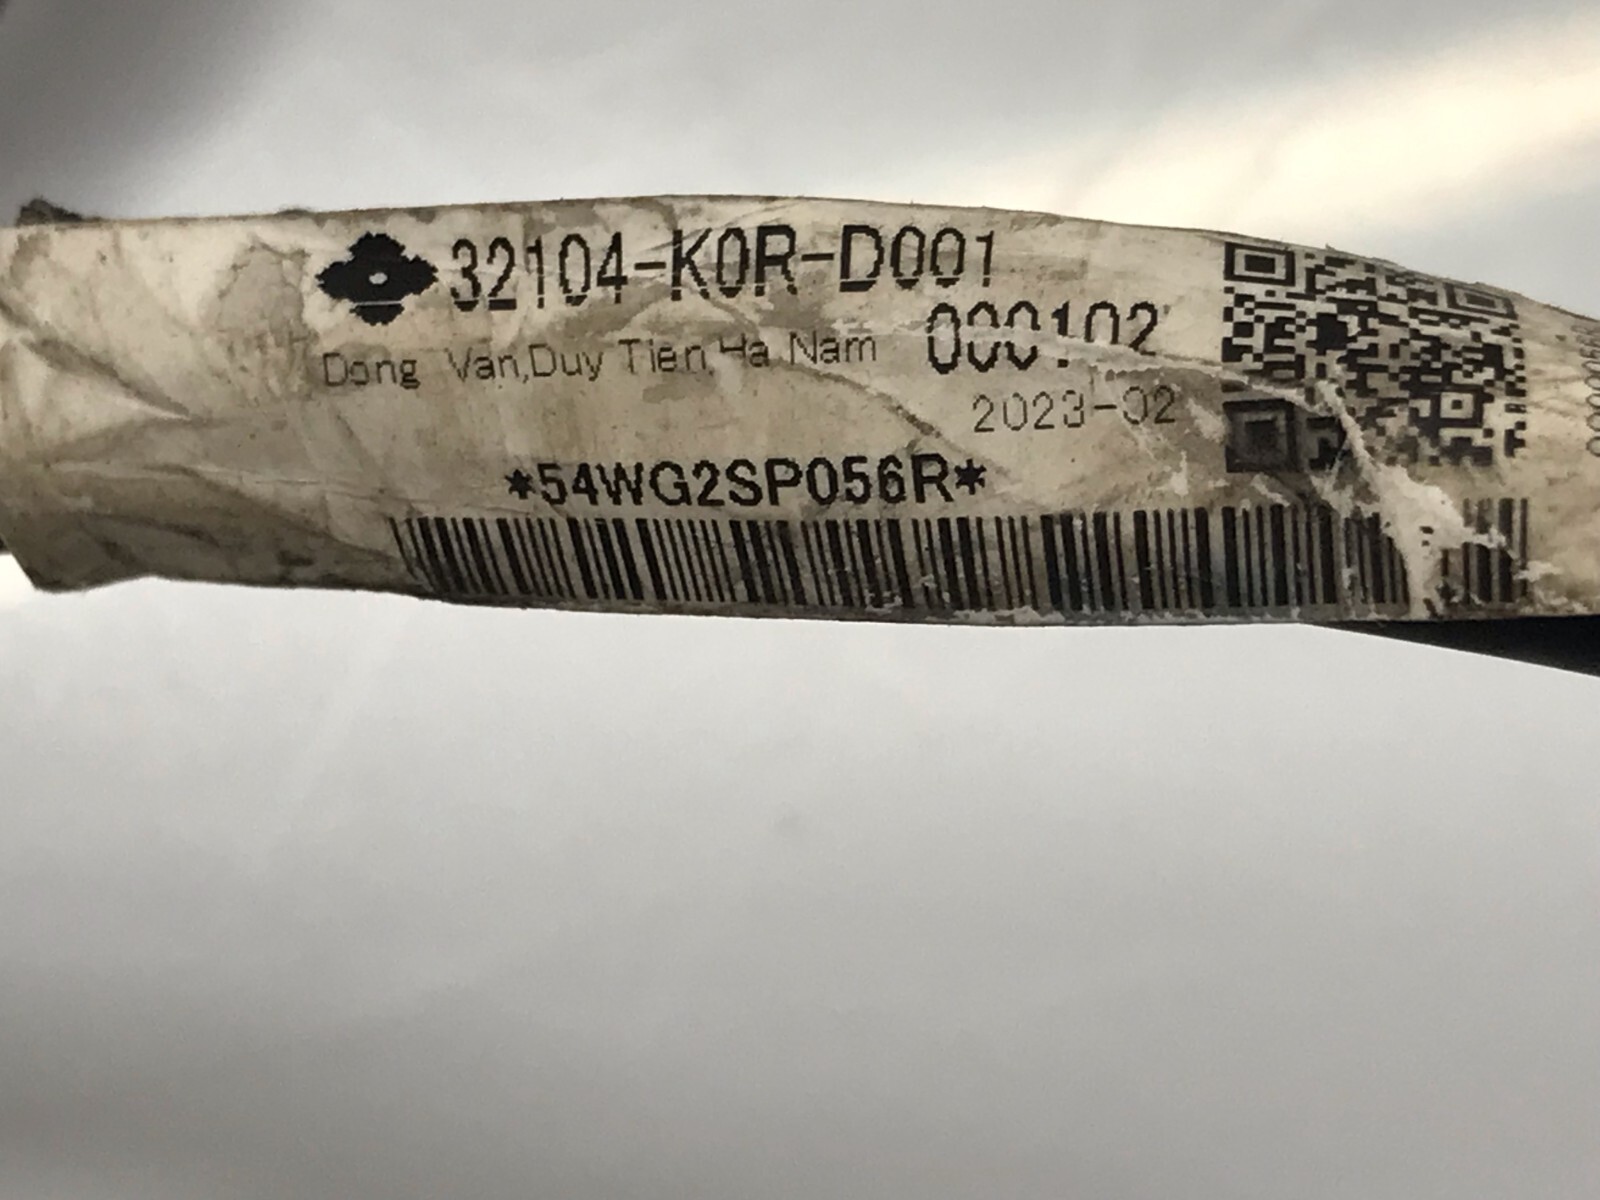 32104-K0R-D001
000102
Dong Van,Duy Tien,Ha Nam
2023-02
*54WG2SP056R*